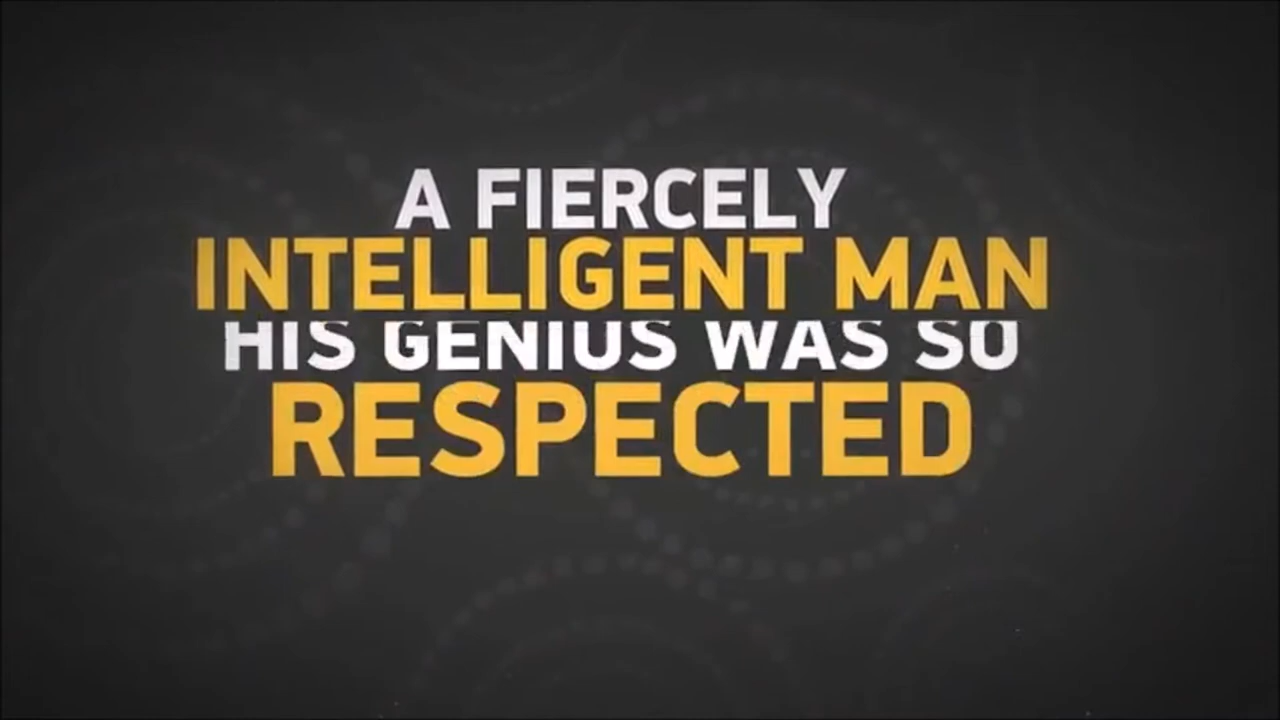 A FIERCELY
INTELLIGENT MAN
HIS GENIUS WAS SO
RESPECTED